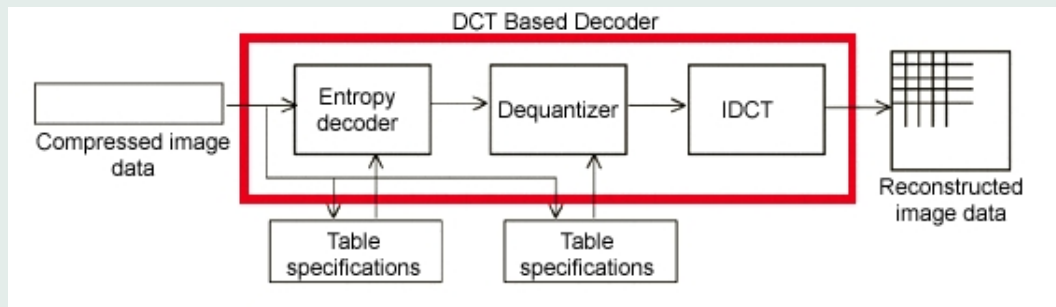 DCT Based Decoder
Compressed image
data
Entropy
decoder
Dequantizer
IDCT
Reconstructed
image data
Table
specifications
Table
specifications